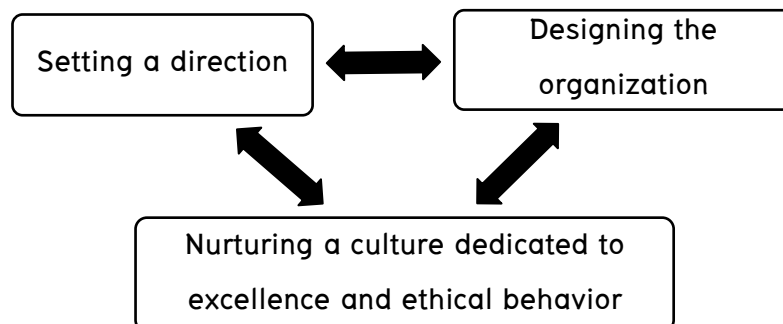 Setting a direction
Designing the
organization
Nurturing a culture dedicated to
excellence and ethical behavior